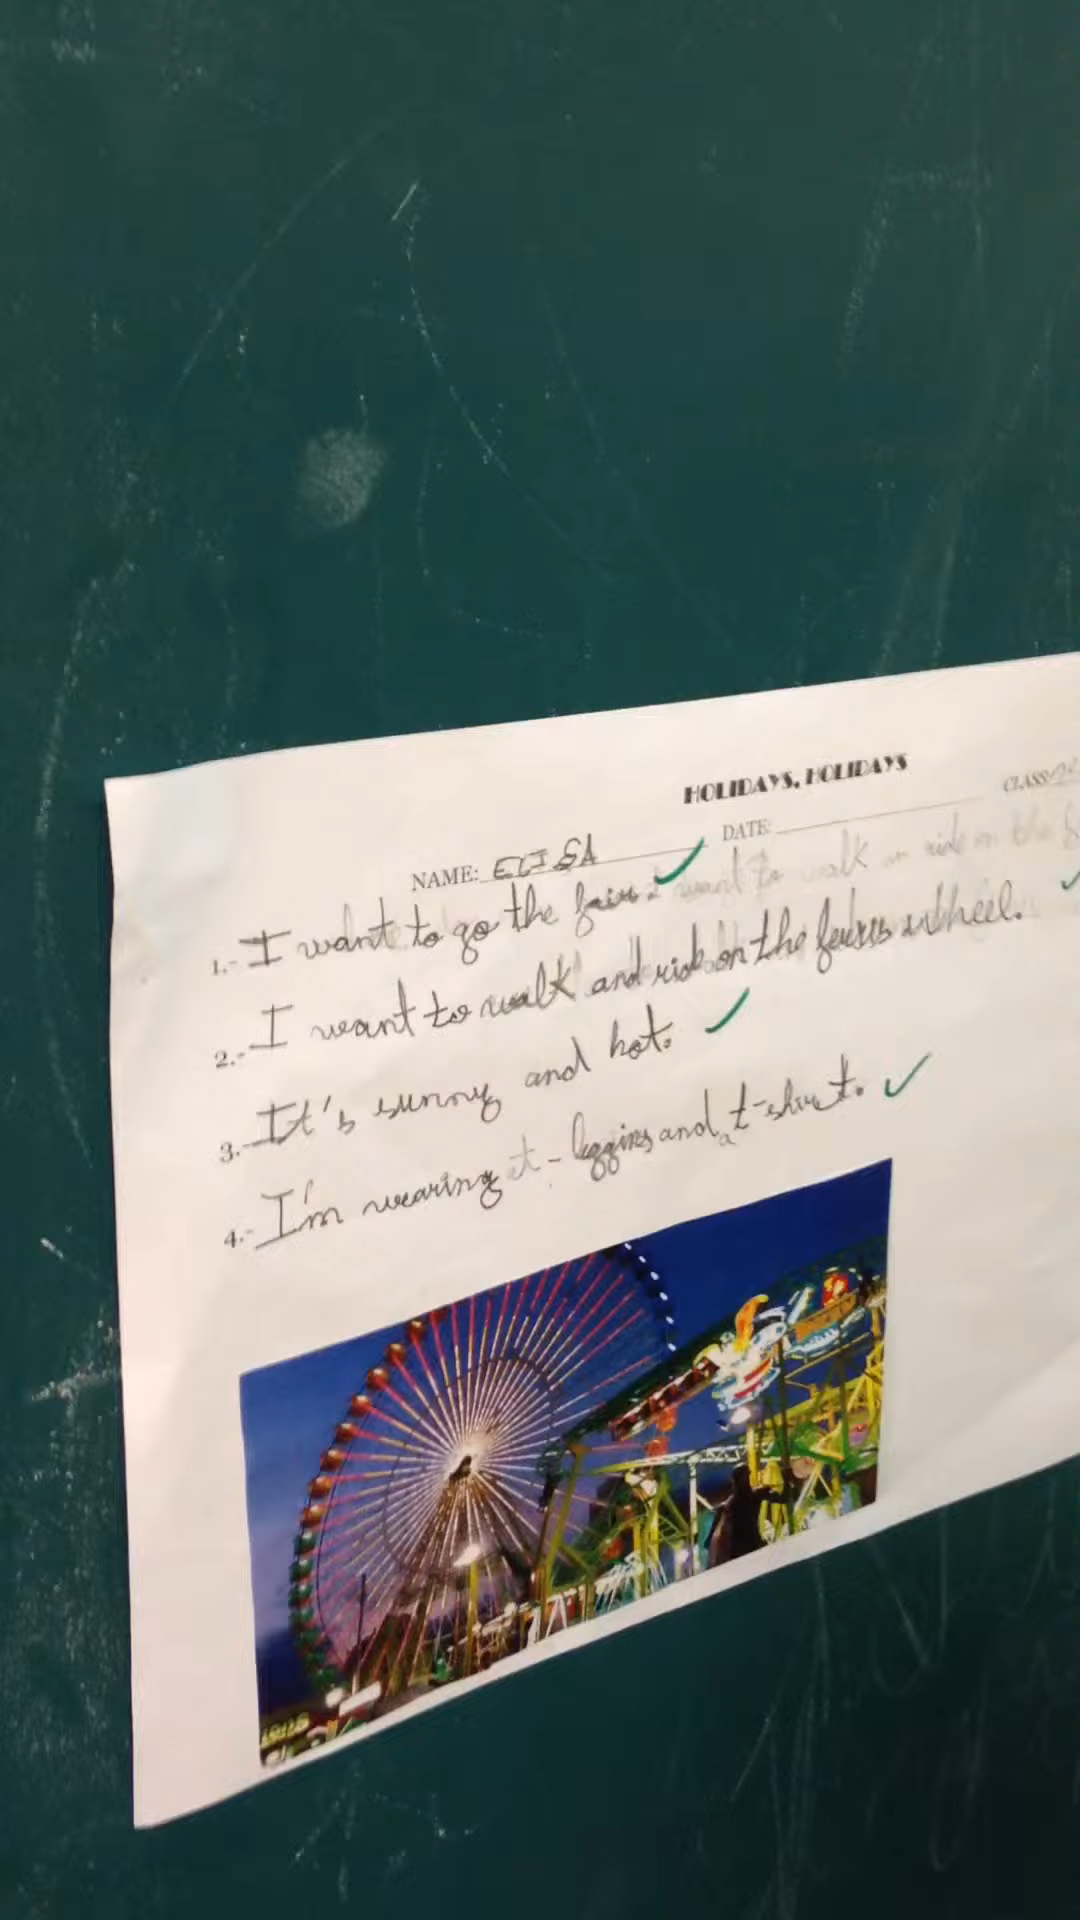 HOLIDAYS, HOLIDAYS
NAME: ELISA DATE: CLASS:
1.- I want to go the fair.
2.- I want to walk and ride on the ferris wheel.
3.- It's sunny and hot.
4.- I'm wearing leggins and a t-shirt.